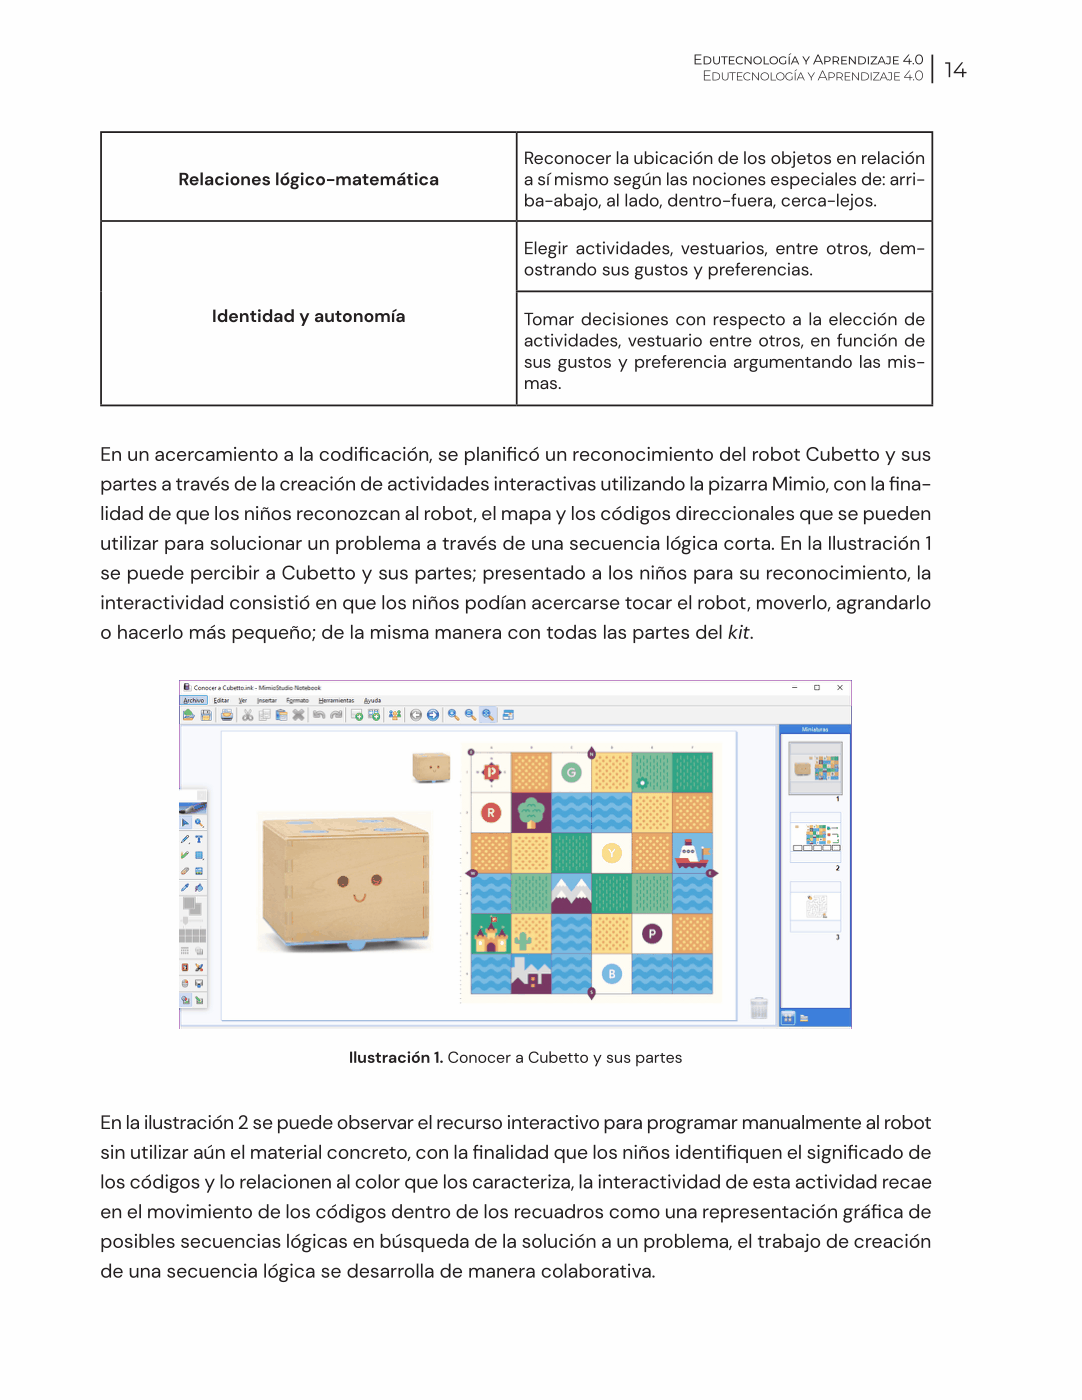 Edutecnología y Aprendizaje 4.0
Edutecnología y Aprendizaje 4.0
14
Relaciones lógico-matemática
Reconocer la ubicación de los objetos en relación
a sí mismo según las nociones especiales de: arri-
ba-abajo, al lado, dentro-fuera, cerca-lejos.
Identidad y autonomía
Elegir actividades, vestuarios, entre otros, dem-
ostrando sus gustos y preferencias.
Tomar decisiones con respecto a la elección de
actividades, vestuario entre otros, en función de
sus gustos y preferencia argumentando las mis-
mas.
En un acercamiento a la codificación, se planificó un reconocimiento del robot Cubetto y sus
partes a través de la creación de actividades interactivas utilizando la pizarra Mimio, con la fina-
lidad de que los niños reconozcan al robot, el mapa y los códigos direccionales que se pueden
utilizar para solucionar un problema a través de una secuencia lógica corta. En la Ilustración 1
se puede percibir a Cubetto y sus partes; presentado a los niños para su reconocimiento, la
interactividad consistió en que los niños podían acercarse tocar el robot, moverlo, agrandarlo
o hacerlo más pequeño; de la misma manera con todas las partes del kit.
Conocer a Cubetto.ink - MimioStudio Notebook
Archivo Editar Ver Insertar Formato Herramientas Ayuda
Miniaturas
P
G
R
Y
P
B
1
2
3
Ilustración 1. Conocer a Cubetto y sus partes
En la ilustración 2 se puede observar el recurso interactivo para programar manualmente al robot
sin utilizar aún el material concreto, con la finalidad que los niños identifiquen el significado de
los códigos y lo relacionen al color que los caracteriza, la interactividad de esta actividad recae
en el movimiento de los códigos dentro de los recuadros como una representación gráfica de
posibles secuencias lógicas en búsqueda de la solución a un problema, el trabajo de creación
de una secuencia lógica se desarrolla de manera colaborativa.